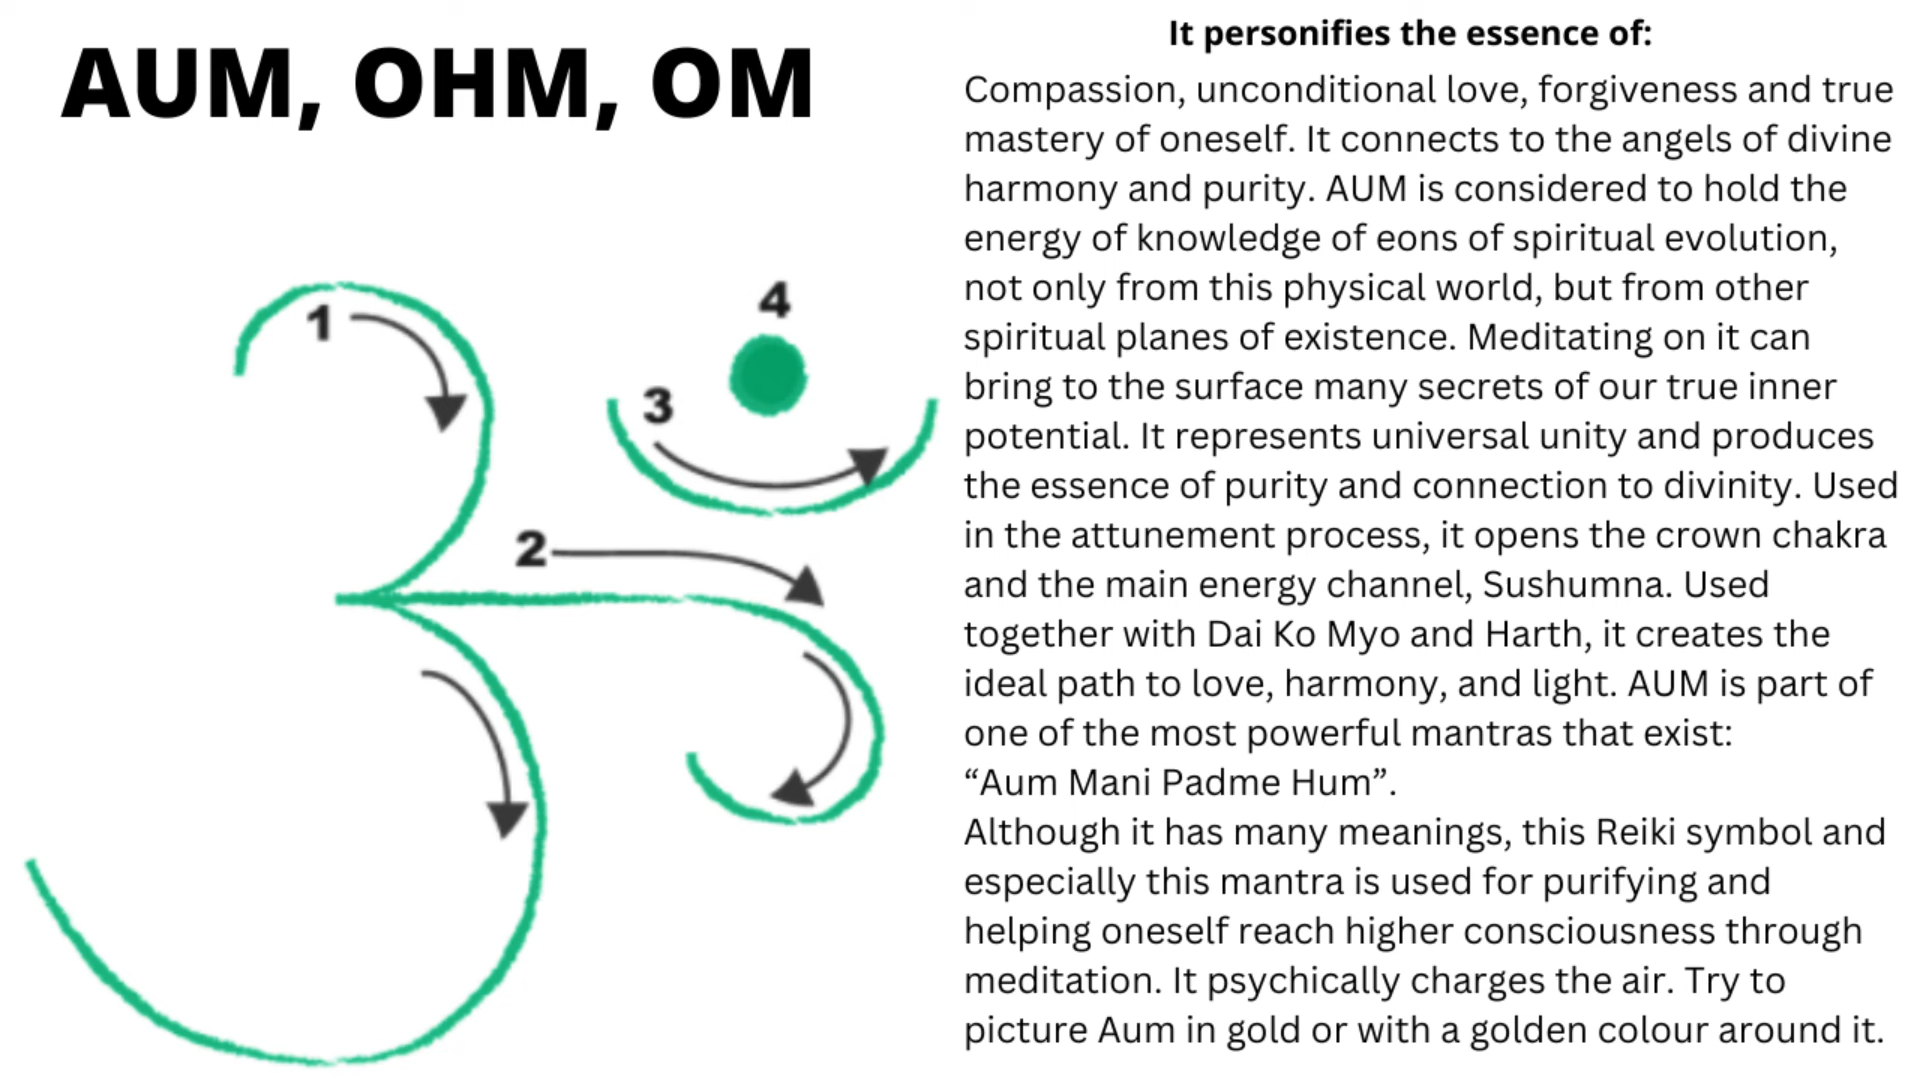 AUM, OHM, OM
1
2
3
4
It personifies the essence of:
Compassion, unconditional love, forgiveness and true
mastery of oneself. It connects to the angels of divine
harmony and purity. AUM is considered to hold the
energy of knowledge of eons of spiritual evolution,
not only from this physical world, but from other
spiritual planes of existence. Meditating on it can
bring to the surface many secrets of our true inner
potential. It represents universal unity and produces
the essence of purity and connection to divinity. Used
in the attunement process, it opens the crown chakra
and the main energy channel, Sushumna. Used
together with Dai Ko Myo and Harth, it creates the
ideal path to love, harmony, and light. AUM is part of
one of the most powerful mantras that exist:
“Aum Mani Padme Hum”.
Although it has many meanings, this Reiki symbol and
especially this mantra is used for purifying and
helping oneself reach higher consciousness through
meditation. It psychically charges the air. Try to
picture Aum in gold or with a golden colour around it.